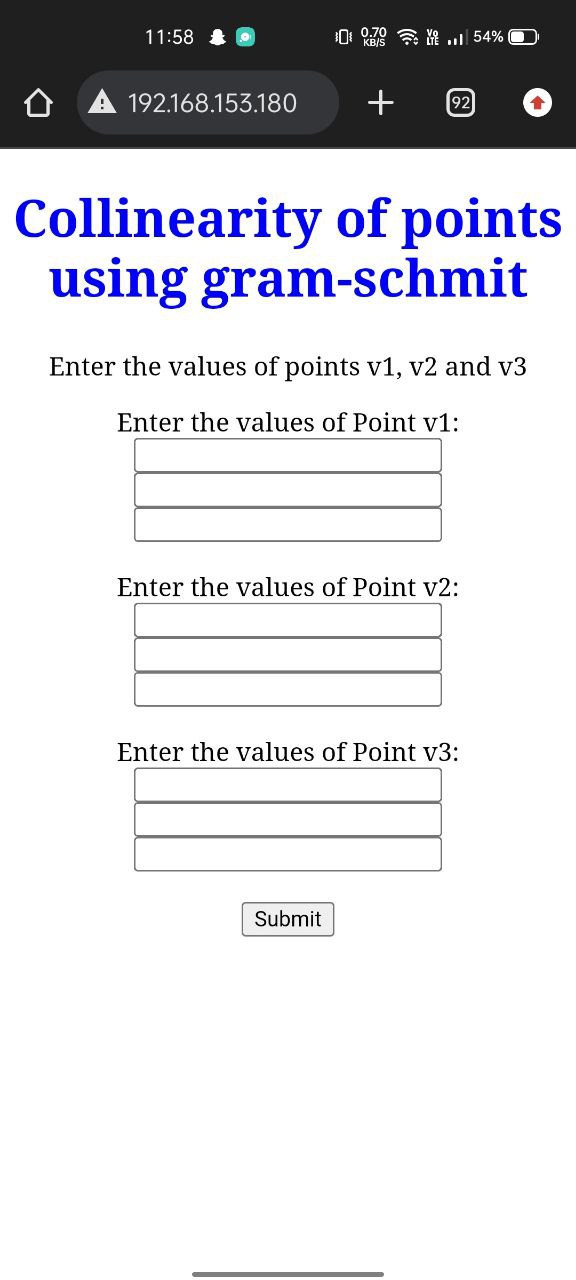 11:58 0.70 KB/S Vo LTE 54%
192.168.153.180 92
Collinearity of points
using gram-schmit
Enter the values of points v1, v2 and v3
Enter the values of Point v1:
Enter the values of Point v2:
Enter the values of Point v3:
Submit